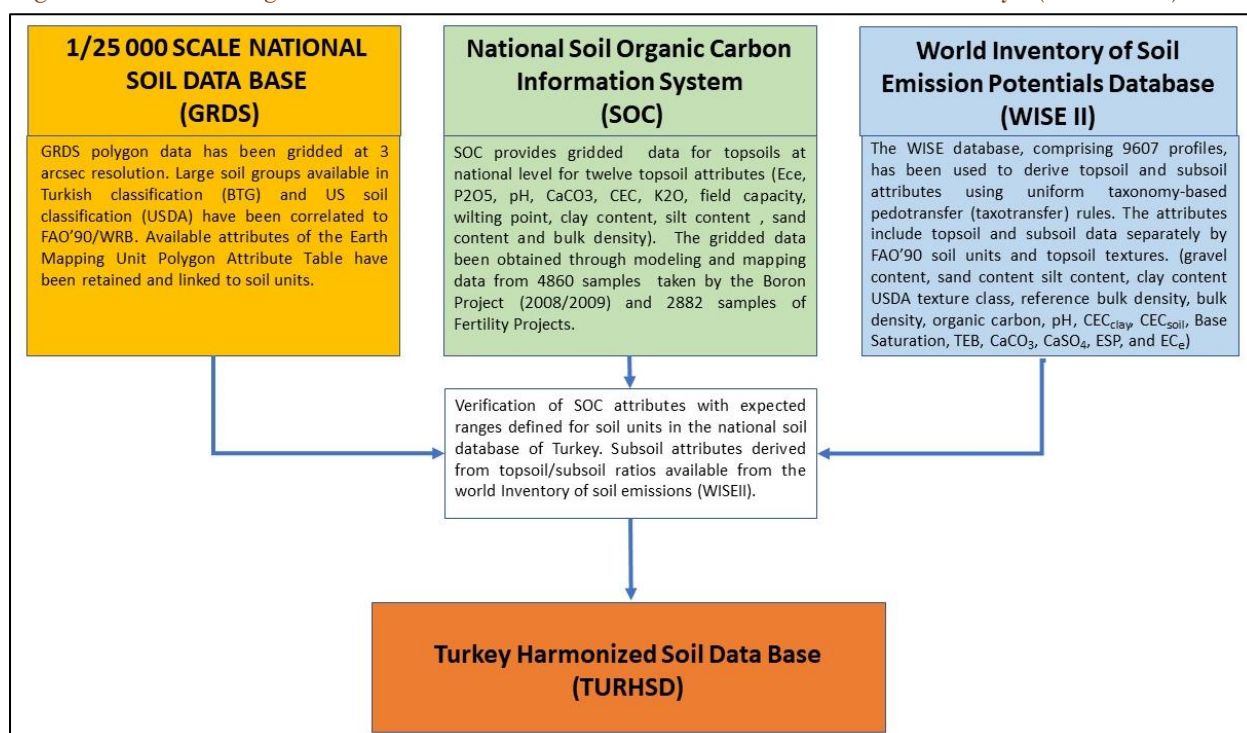 1/25 000 SCALE NATIONAL
SOIL DATA BASE
(GRDS)
GRDS polygon data has been gridded at 3
arcsec resolution. Large soil groups available in
Turkish classification (BTG) and US soil
classification (USDA) have been correlated to
FAO'90/WRB. Available attributes of the Earth
Mapping Unit Polygon Attribute Table have
been retained and linked to soil units.
National Soil Organic Carbon
Information System
(SOC)
SOC provides gridded data for topsoils at
national level for twelve topsoil attributes (Ece,
P2O5, pH, CaCO3, CEC, K2O, field capacity,
wilting point, clay content, silt content , sand
content and bulk density). The gridded data
been obtained through modeling and mapping
data from 4860 samples taken by the Boron
Project (2008/2009) and 2882 samples of
Fertility Projects.
World Inventory of Soil
Emission Potentials Database
(WISE II)
The WISE database, comprising 9607 profiles,
has been used to derive topsoil and subsoil
attributes using uniform taxonomy-based
pedotransfer (taxotransfer) rules. The attributes
include topsoil and subsoil data separately by
FAO'90 soil units and topsoil textures. (gravel
content, sand content silt content, clay content
USDA texture class, reference bulk density, bulk
density, organic carbon, pH, CECclay, CECsoil, Base
Saturation, TEB, CaCO3, CaSO4, ESP, and ECe)
Verification of SOC attributes with expected
ranges defined for soil units in the national soil
database of Turkey. Subsoil attributes derived
from topsoil/subsoil ratios available from the
world Inventory of soil emissions (WISEII).
Turkey Harmonized Soil Data Base
(TURHSD)